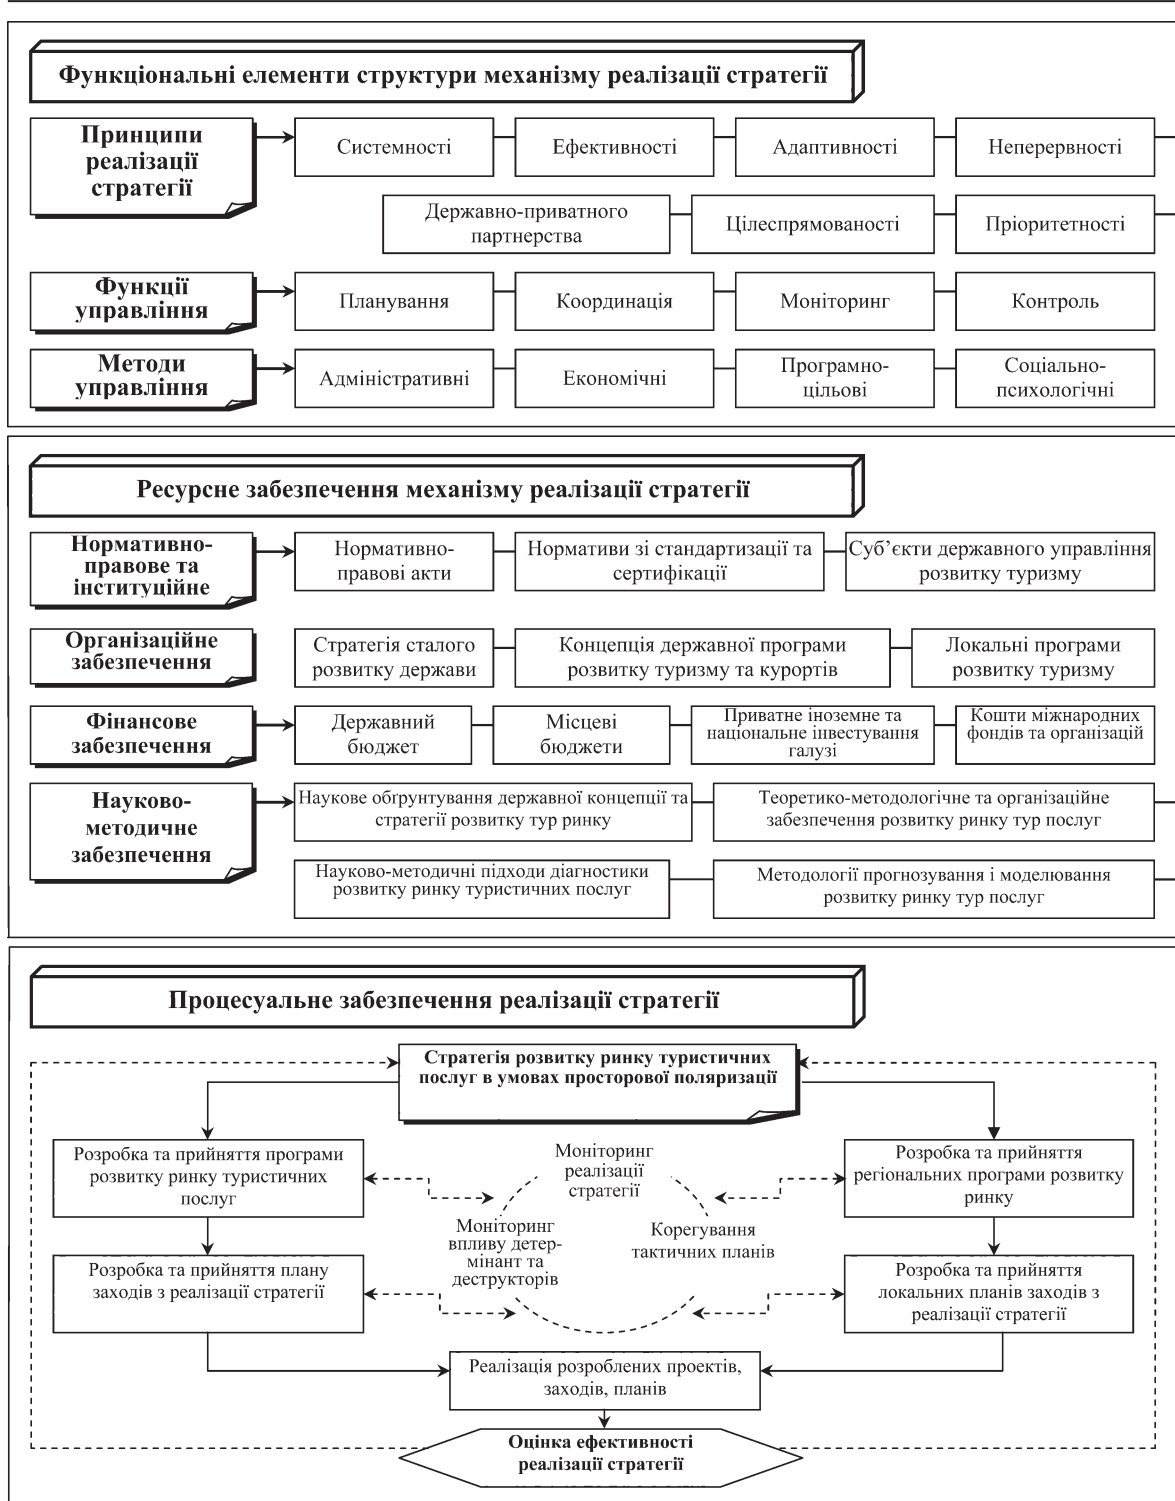 Функціональні елементи структури механізму реалізації стратегії
Принципи
реалізації
стратегії
Системності
Ефективності
Адаптивності
Неперервності
Державно-приватного
партнерства
Цілеспрямованості
Пріоритетності
Функції
управління
Планування
Координація
Моніторинг
Контроль
Методи
управління
Адміністративні
Економічні
Програмно-
цільові
Соціально-
психологічні
Ресурсне забезпечення механізму реалізації стратегії
Нормативно-
правове та
інституційне
Нормативно-
правові акти
Нормативи зі стандартизації та
сертифікації
Суб’єкти державного управління
розвитку туризму
Організаційне
забезпечення
Стратегія сталого
розвитку держави
Концепція державної програми
розвитку туризму та курортів
Локальні програми
розвитку туризму
Фінансове
забезпечення
Державний
бюджет
Місцеві
бюджети
Приватне іноземне та
національне інвестування
галузі
Кошти міжнародних
фондів та організацій
Науково-
методичне
забезпечення
Наукове обґрунтування державної концепції та
стратегії розвитку тур ринку
Теоретико-методологічне та організаційне
забезпечення розвитку ринку тур послуг
Науково-методичні підходи діагностики
розвитку ринку туристичних послуг
Методології прогнозування і моделювання
розвитку ринку тур послуг
Процесуальне забезпечення реалізації стратегії
Стратегія розвитку ринку туристичних
послуг в умовах просторової поляризації
Розробка та прийняття програми
розвитку ринку туристичних
послуг
Моніторинг
реалізації
стратегії
Розробка та прийняття
регіональних програми розвитку
ринку
Моніторинг
впливу детер-
мінант та
деструкторів
Корегування
тактичних планів
Розробка та прийняття плану
заходів з реалізації стратегії
Розробка та прийняття
локальних планів заходів з
реалізації стратегії
Реалізація розроблених проектів,
заходів, планів
Оцінка ефективності
реалізації стратегії